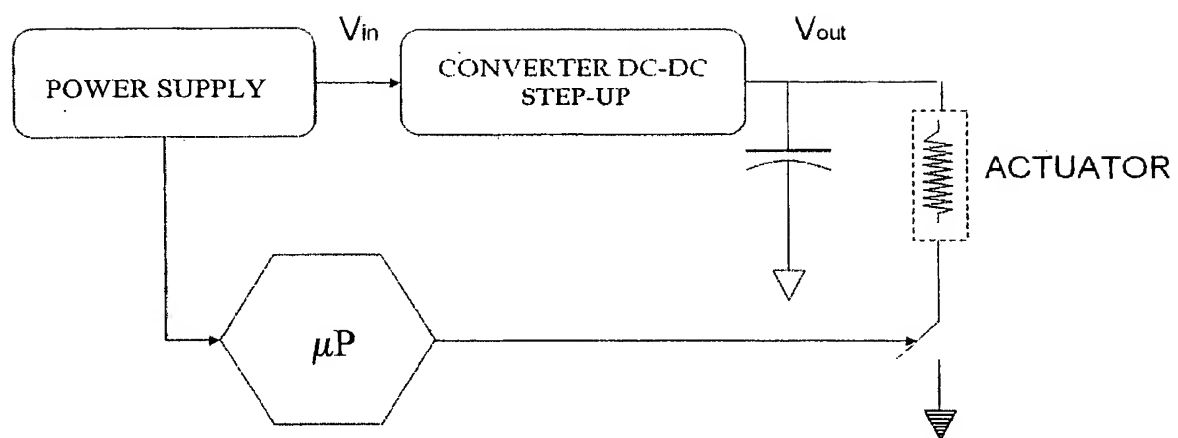 Vin
Vout
POWER SUPPLY
CONVERTER DC-DC
STEP-UP
ACTUATOR
μP